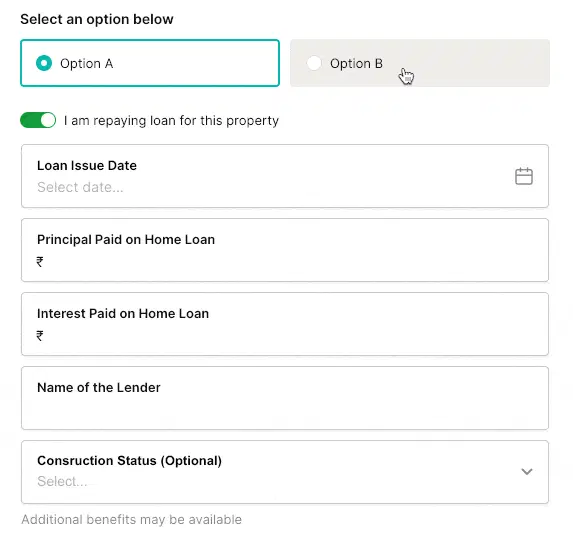 Select an option below
Option A
Option B
I am repaying loan for this property
Loan Issue Date
Select date...
Principal Paid on Home Loan
₹
Interest Paid on Home Loan
₹
Name of the Lender
Consruction Status (Optional)
Select...
Additional benefits may be available